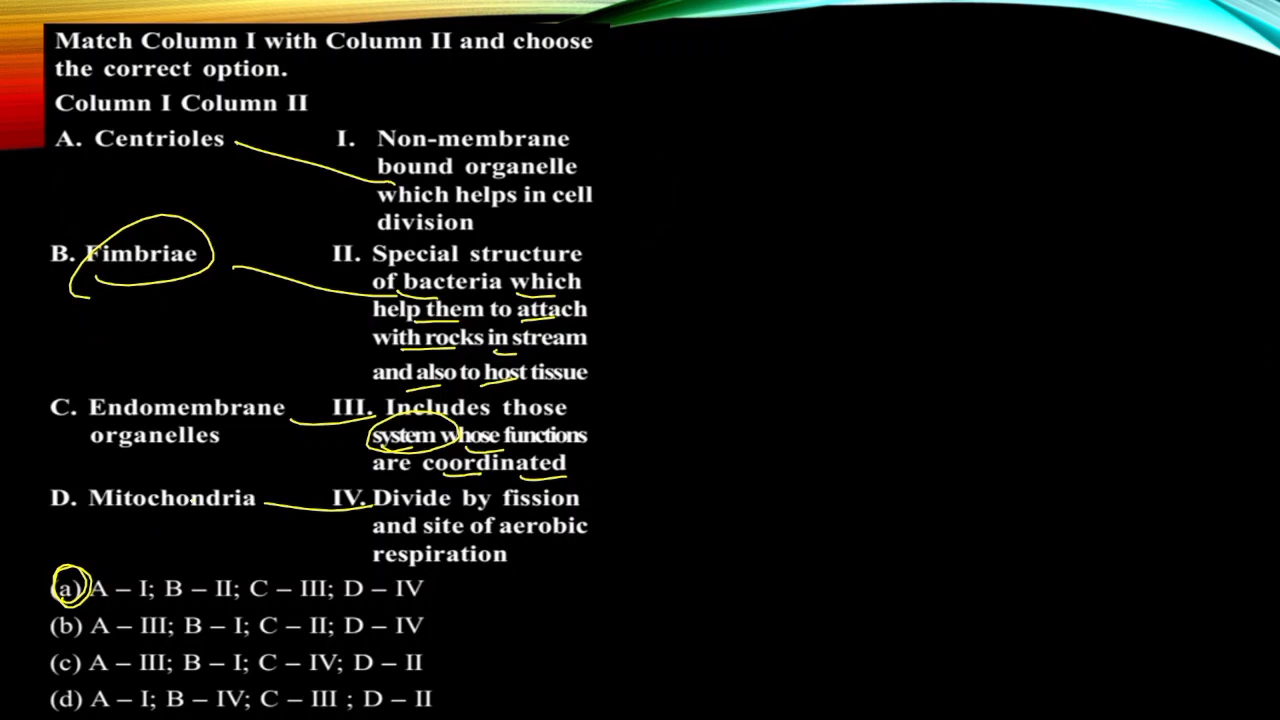 Match Column I with Column II and choose
the correct option.
Column I Column II
A. Centrioles I. Non-membrane
bound organelle
which helps in cell
division
B. Fimbriae II. Special structure
of bacteria which
help them to attach
with rocks in stream
and also to host tissue
C. Endomembrane III. Includes those
organelles system whose functions
are coordinated
D. Mitochondria IV. Divide by fission
and site of aerobic
respiration
(a) A – I; B – II; C – III; D – IV
(b) A – III; B – I; C – II; D – IV
(c) A – III; B – I; C – IV; D – II
(d) A – I; B – IV; C – III ; D – II